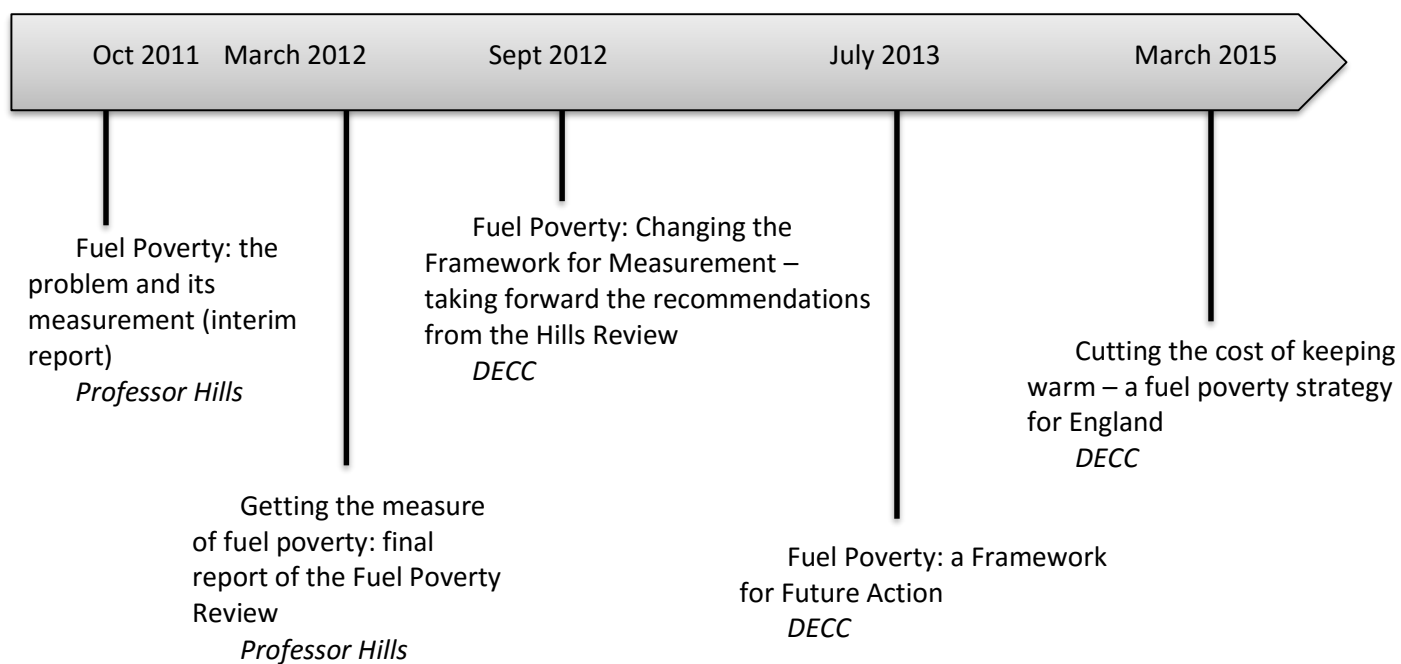 Oct 2011 March 2012 Sept 2012 July 2013 March 2015
Fuel Poverty: the
problem and its
measurement (interim
report)
Professor Hills
Getting the measure
of fuel poverty: final
report of the Fuel Poverty
Review
Professor Hills
Fuel Poverty: Changing the
Framework for Measurement –
taking forward the recommendations
from the Hills Review
DECC
Fuel Poverty: a Framework
for Future Action
DECC
Cutting the cost of keeping
warm – a fuel poverty strategy
for England
DECC